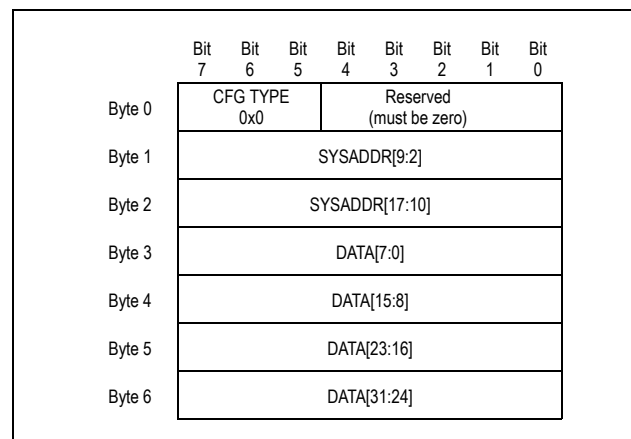 Bit Bit Bit Bit Bit Bit Bit Bit
7 6 5 4 3 2 1 0
Byte 0 CFG TYPE Reserved
0x0 (must be zero)
Byte 1 SYSADDR[9:2]
Byte 2 SYSADDR[17:10]
Byte 3 DATA[7:0]
Byte 4 DATA[15:8]
Byte 5 DATA[23:16]
Byte 6 DATA[31:24]